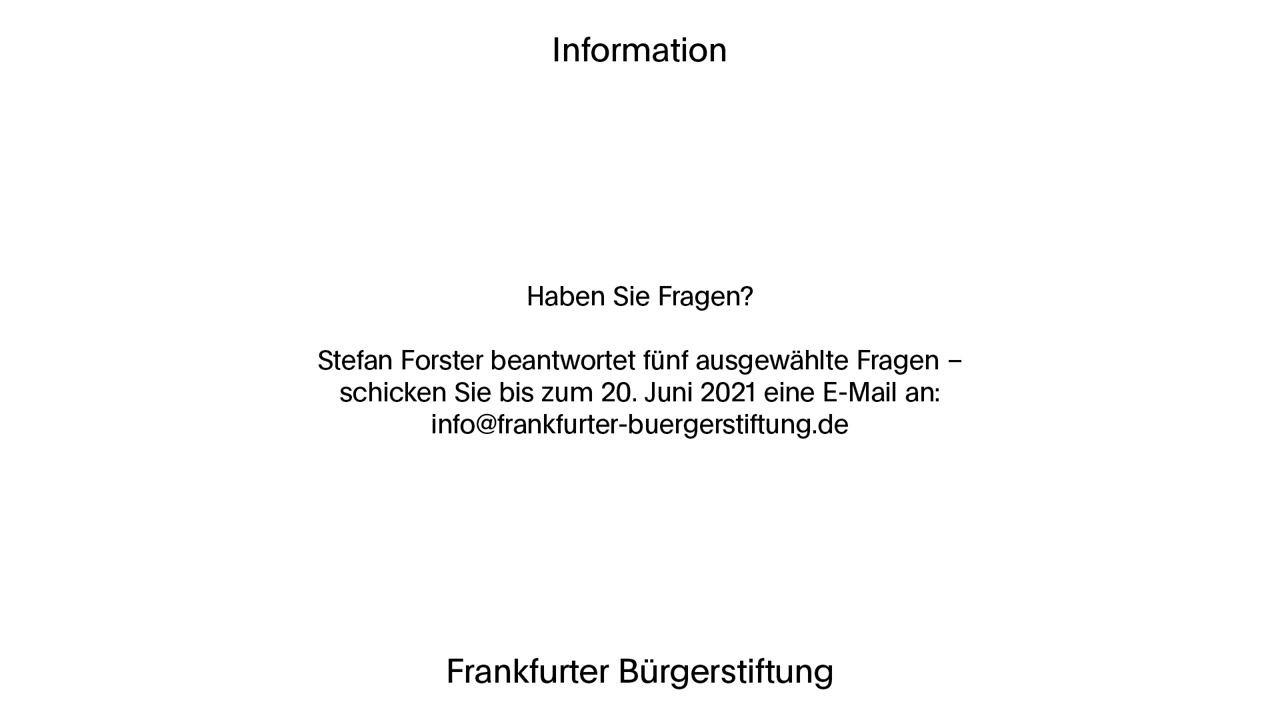 Information
Haben Sie Fragen?
Stefan Forster beantwortet fünf ausgewählte Fragen –
schicken Sie bis zum 20. Juni 2021 eine E-Mail an:
info@frankfurter-buergerstiftung.de
Frankfurter Bürgerstiftung